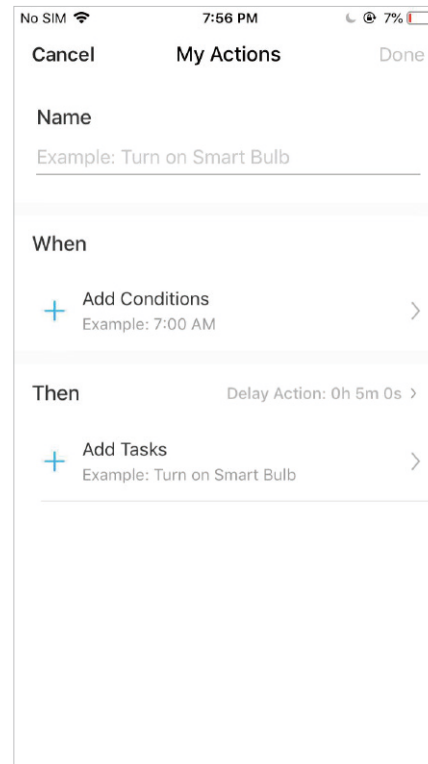 No SIM 7:56 PM 7%
Cancel My Actions Done
Name
Example: Turn on Smart Bulb
When
Add Conditions
Example: 7:00 AM
Then Delay Action: 0h 5m 0s
Add Tasks
Example: Turn on Smart Bulb